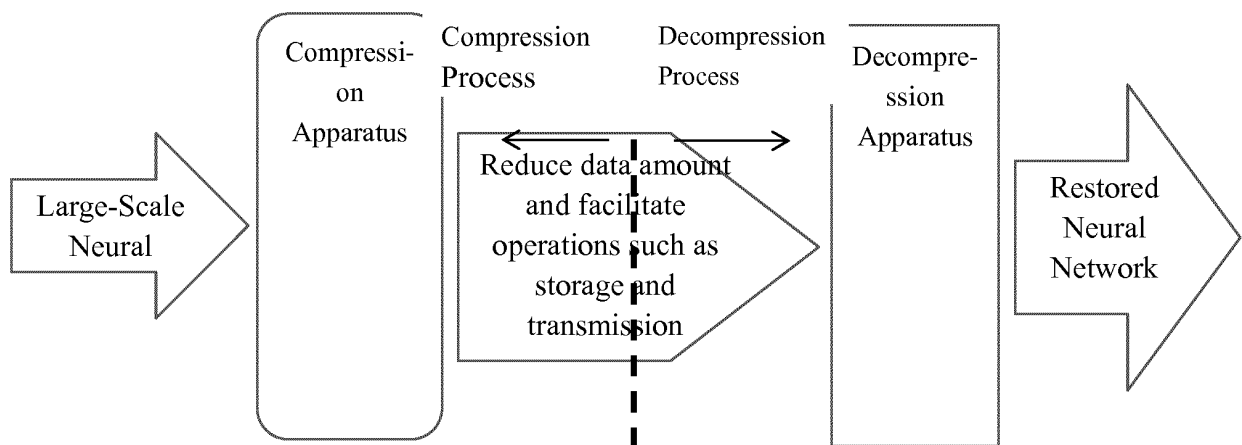 Large-Scale
Neural
Compressi-
on
Apparatus
Compression
Process
Decompression
Process
Reduce data amount
and facilitate
operations such as
storage and
transmission
Decompre-
ssion
Apparatus
Restored
Neural
Network